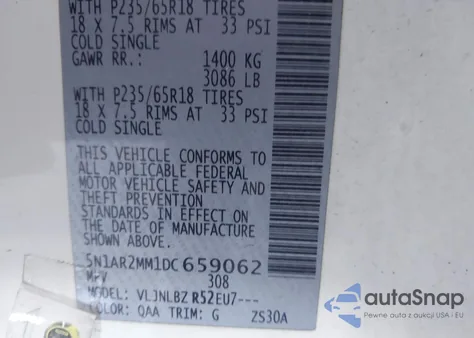 WITH P235/65R18 TIRES
18 X 7.5 RIMS AT 33 PSI
COLD SINGLE
GAWR RR.: 1400 KG
3086 LB
WITH P235/65R18 TIRES
18 X 7.5 RIMS AT 33 PSI
COLD SINGLE
THIS VEHICLE CONFORMS TO
ALL APPLICABLE FEDERAL
MOTOR VEHICLE SAFETY AND
THEFT PREVENTION
STANDARDS IN EFFECT ON
THE DATE OF MANUFACTURE
SHOWN ABOVE.
5N1AR2MM1DC659062
MPV 308
MODEL: VLJNLBZ R52EU7---
COLOR: QAA TRIM: G ZS30A
autoSnap
Pewne auta z USA i Europy